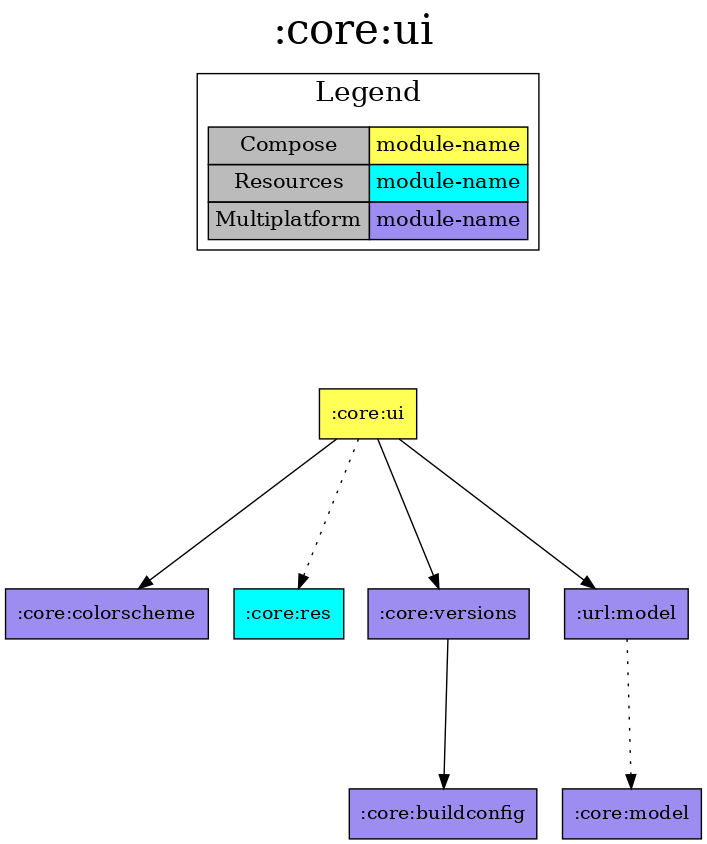 :core:ui
Legend
Compose module-name
Resources module-name
Multiplatform module-name
:core:ui
:core:colorscheme :core:res :core:versions :url:model
:core:buildconfig :core:model